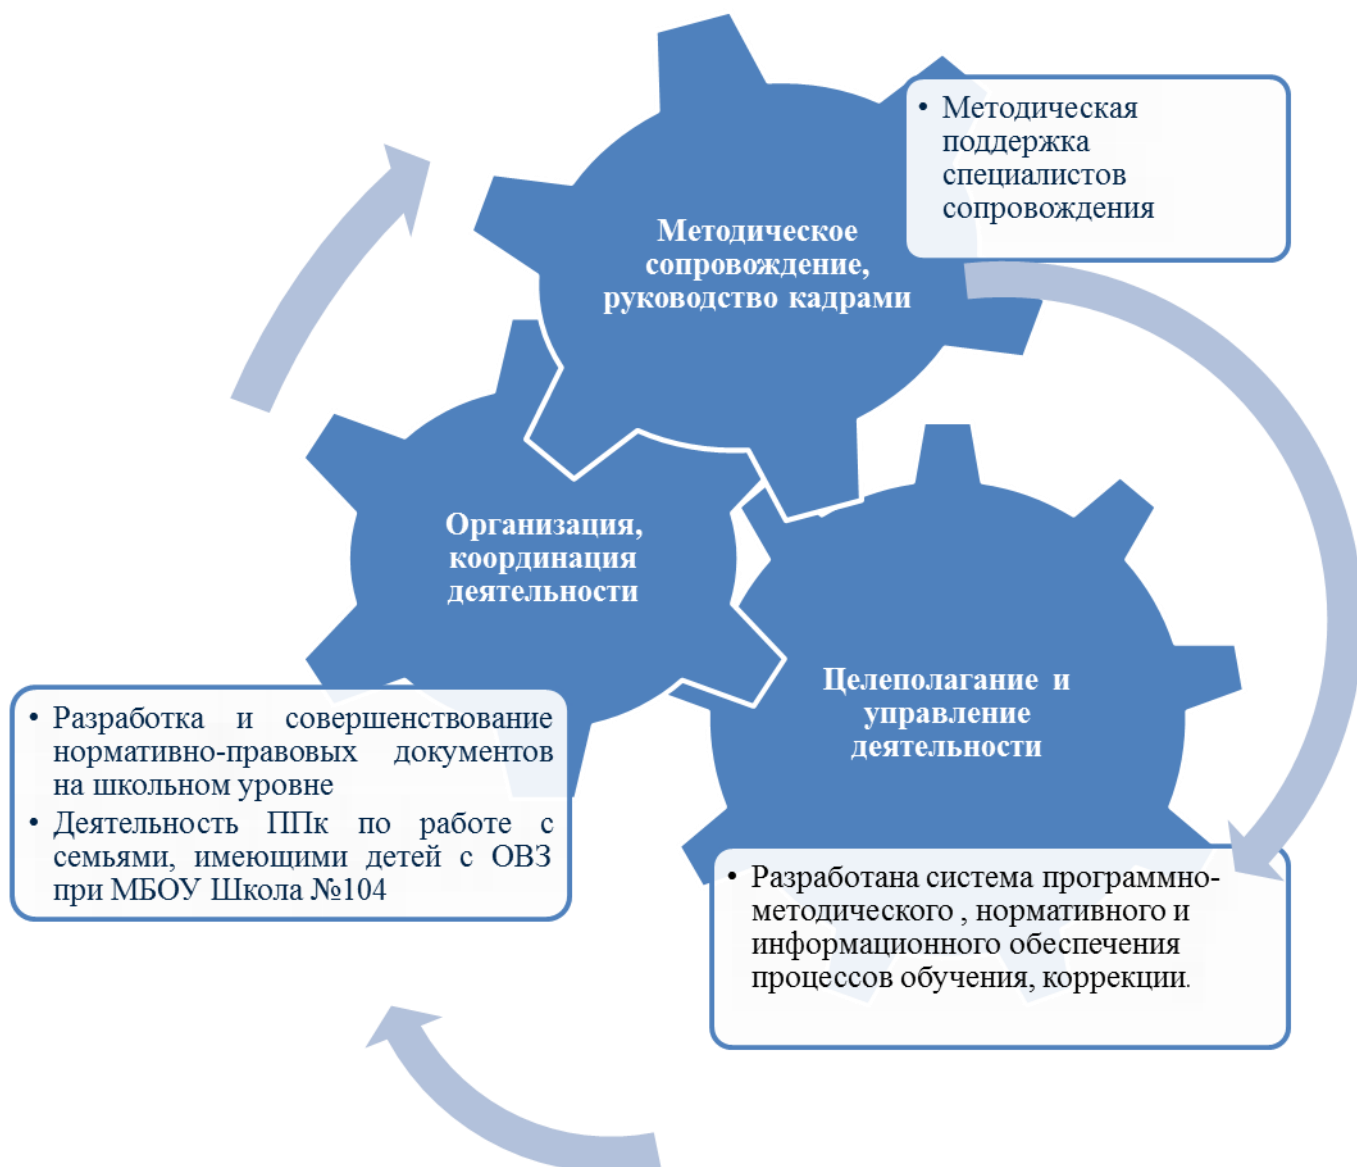 Методическая
поддержка
специалистов
сопровождения
Методическое
сопровождение,
руководство кадрами
Организация,
координация
деятельности
Целеполагание и
управление
деятельности
• Разработка и совершенствование
нормативно-правовых документов
на школьном уровне
• Деятельность ППк по работе с
семьями, имеющими детей с ОВЗ
при МБОУ Школа №104
• Разработана система программно-
методического , нормативного и
информационного обеспечения
процессов обучения, коррекции.